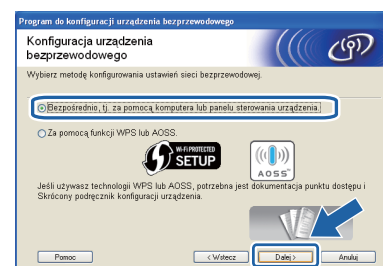 Program do konfiguracji urządzenia bezprzewodowego
Konfiguracja urządzenia
bezprzewodowego
Wybierz metodę konfigurowania ustawień sieci bezprzewodowej.
Bezpośrednio, tj. za pomocą komputera lub panelu sterowania urządzenia.
Za pomocą funkcji WPS lub AOSS.
WI-FI PROTECTED
SETUP
AOSS
Jeśli używasz technologii WPS lub AOSS, potrzebna jest dokumentacja punktu dostępu i
Skrócony podręcznik konfiguracji urządzenia.
Pomoc
< Wstecz
Dalej >
Anuluj